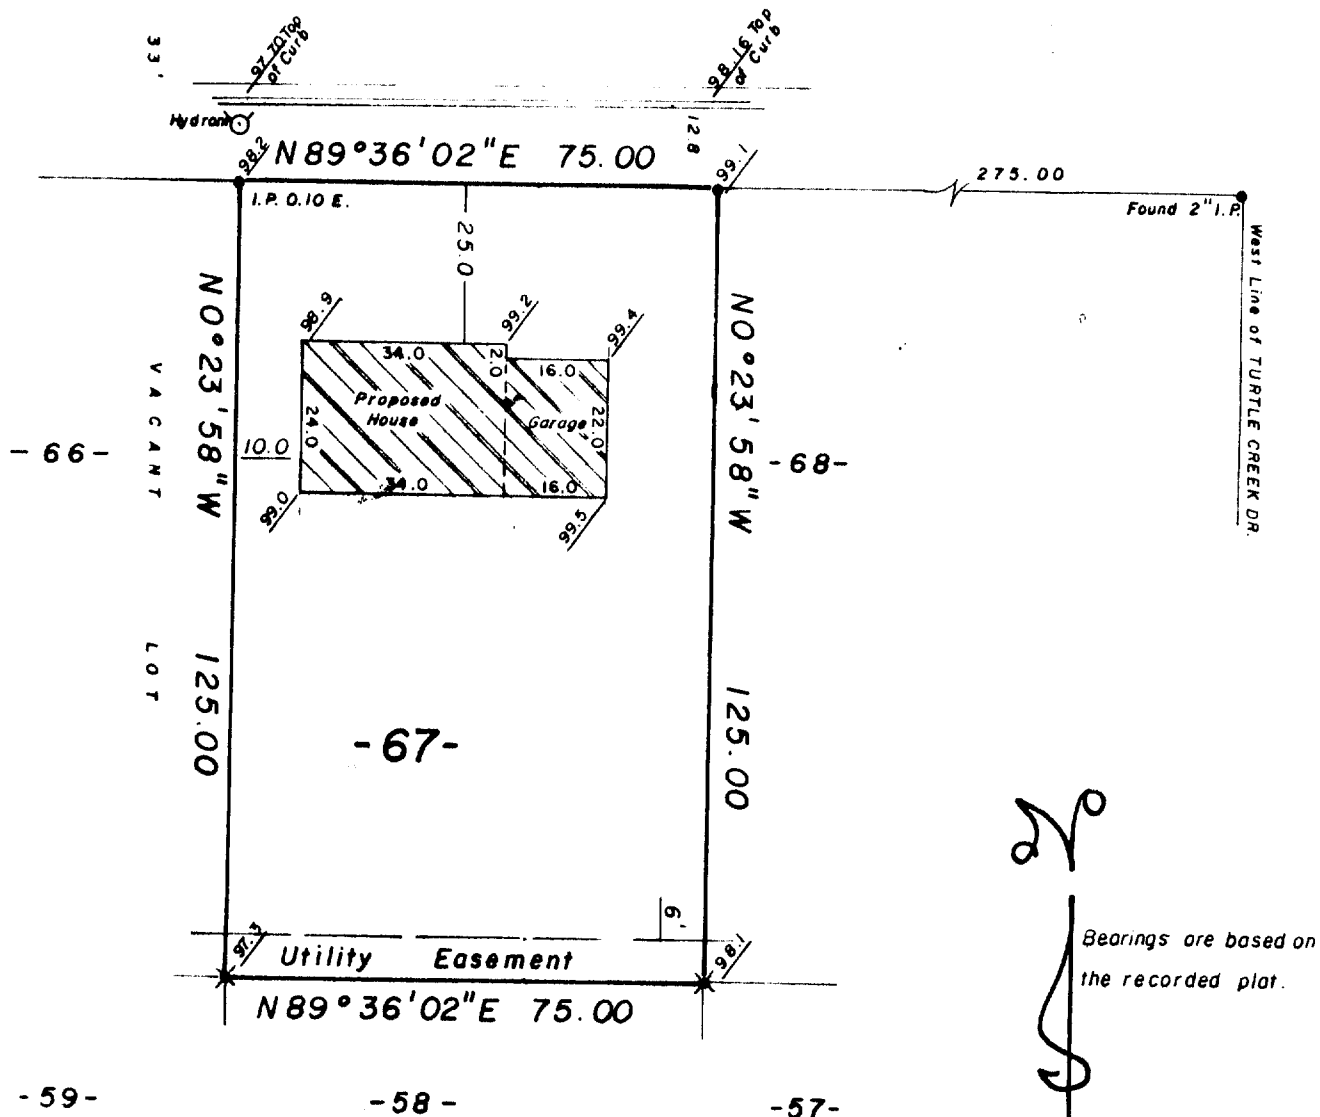 33'
97.70 Top
of Curb
98.16 Top
of Curb
Hydrant
12.8
98.2
N89°36'02"E 75.00
99.1
275.00
I.P. 0.10 E.
Found 2" I.P.
West Line of TURTLE CREEK DR.
25.0
N0°23'58"W 125.00
N0°23'58"W 125.00
98.9
99.2
99.4
34.0
2.0
16.0
Proposed
House
Garage
24.0
22.0
10.0
34.0
16.0
99.0
99.5
-66-
VACANT LOT
-68-
-67-
6'
97.3
Utility Easement
98.1
N89°36'02"E 75.00
Bearings are based on
the recorded plat.
-59-
-58-
-57-